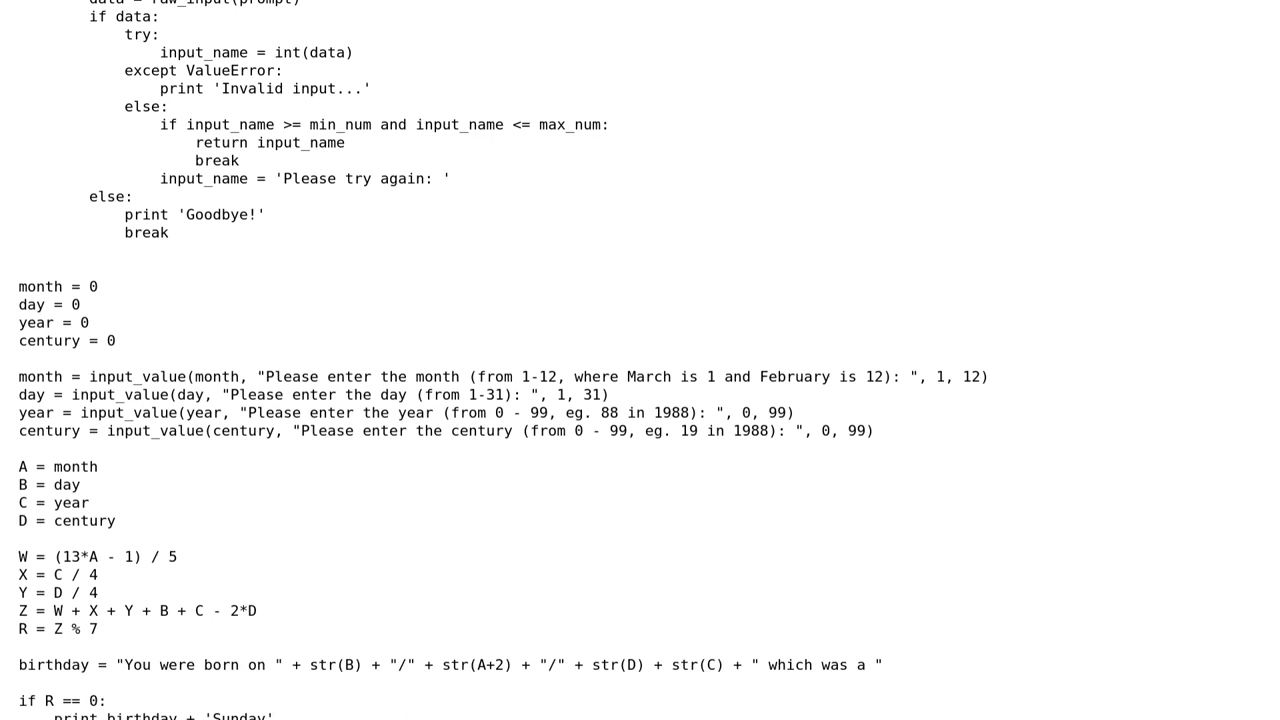 data = raw_input(prompt)
if data:
try:
input_name = int(data)
except ValueError:
print 'Invalid input...'
else:
if input_name >= min_num and input_name <= max_num:
return input_name
break
input_name = 'Please try again: '
else:
print 'Goodbye!'
break
month = 0
day = 0
year = 0
century = 0
month = input_value(month, "Please enter the month (from 1-12, where March is 1 and February is 12): ", 1, 12)
day = input_value(day, "Please enter the day (from 1-31): ", 1, 31)
year = input_value(year, "Please enter the year (from 0 - 99, eg. 88 in 1988): ", 0, 99)
century = input_value(century, "Please enter the century (from 0 - 99, eg. 19 in 1988): ", 0, 99)
A = month
B = day
C = year
D = century
W = (13*A - 1) / 5
X = C / 4
Y = D / 4
Z = W + X + Y + B + C - 2*D
R = Z % 7
birthday = "You were born on " + str(B) + "/" + str(A+2) + "/" + str(D) + str(C) + " which was a "
if R == 0:
print birthday + 'Sunday'